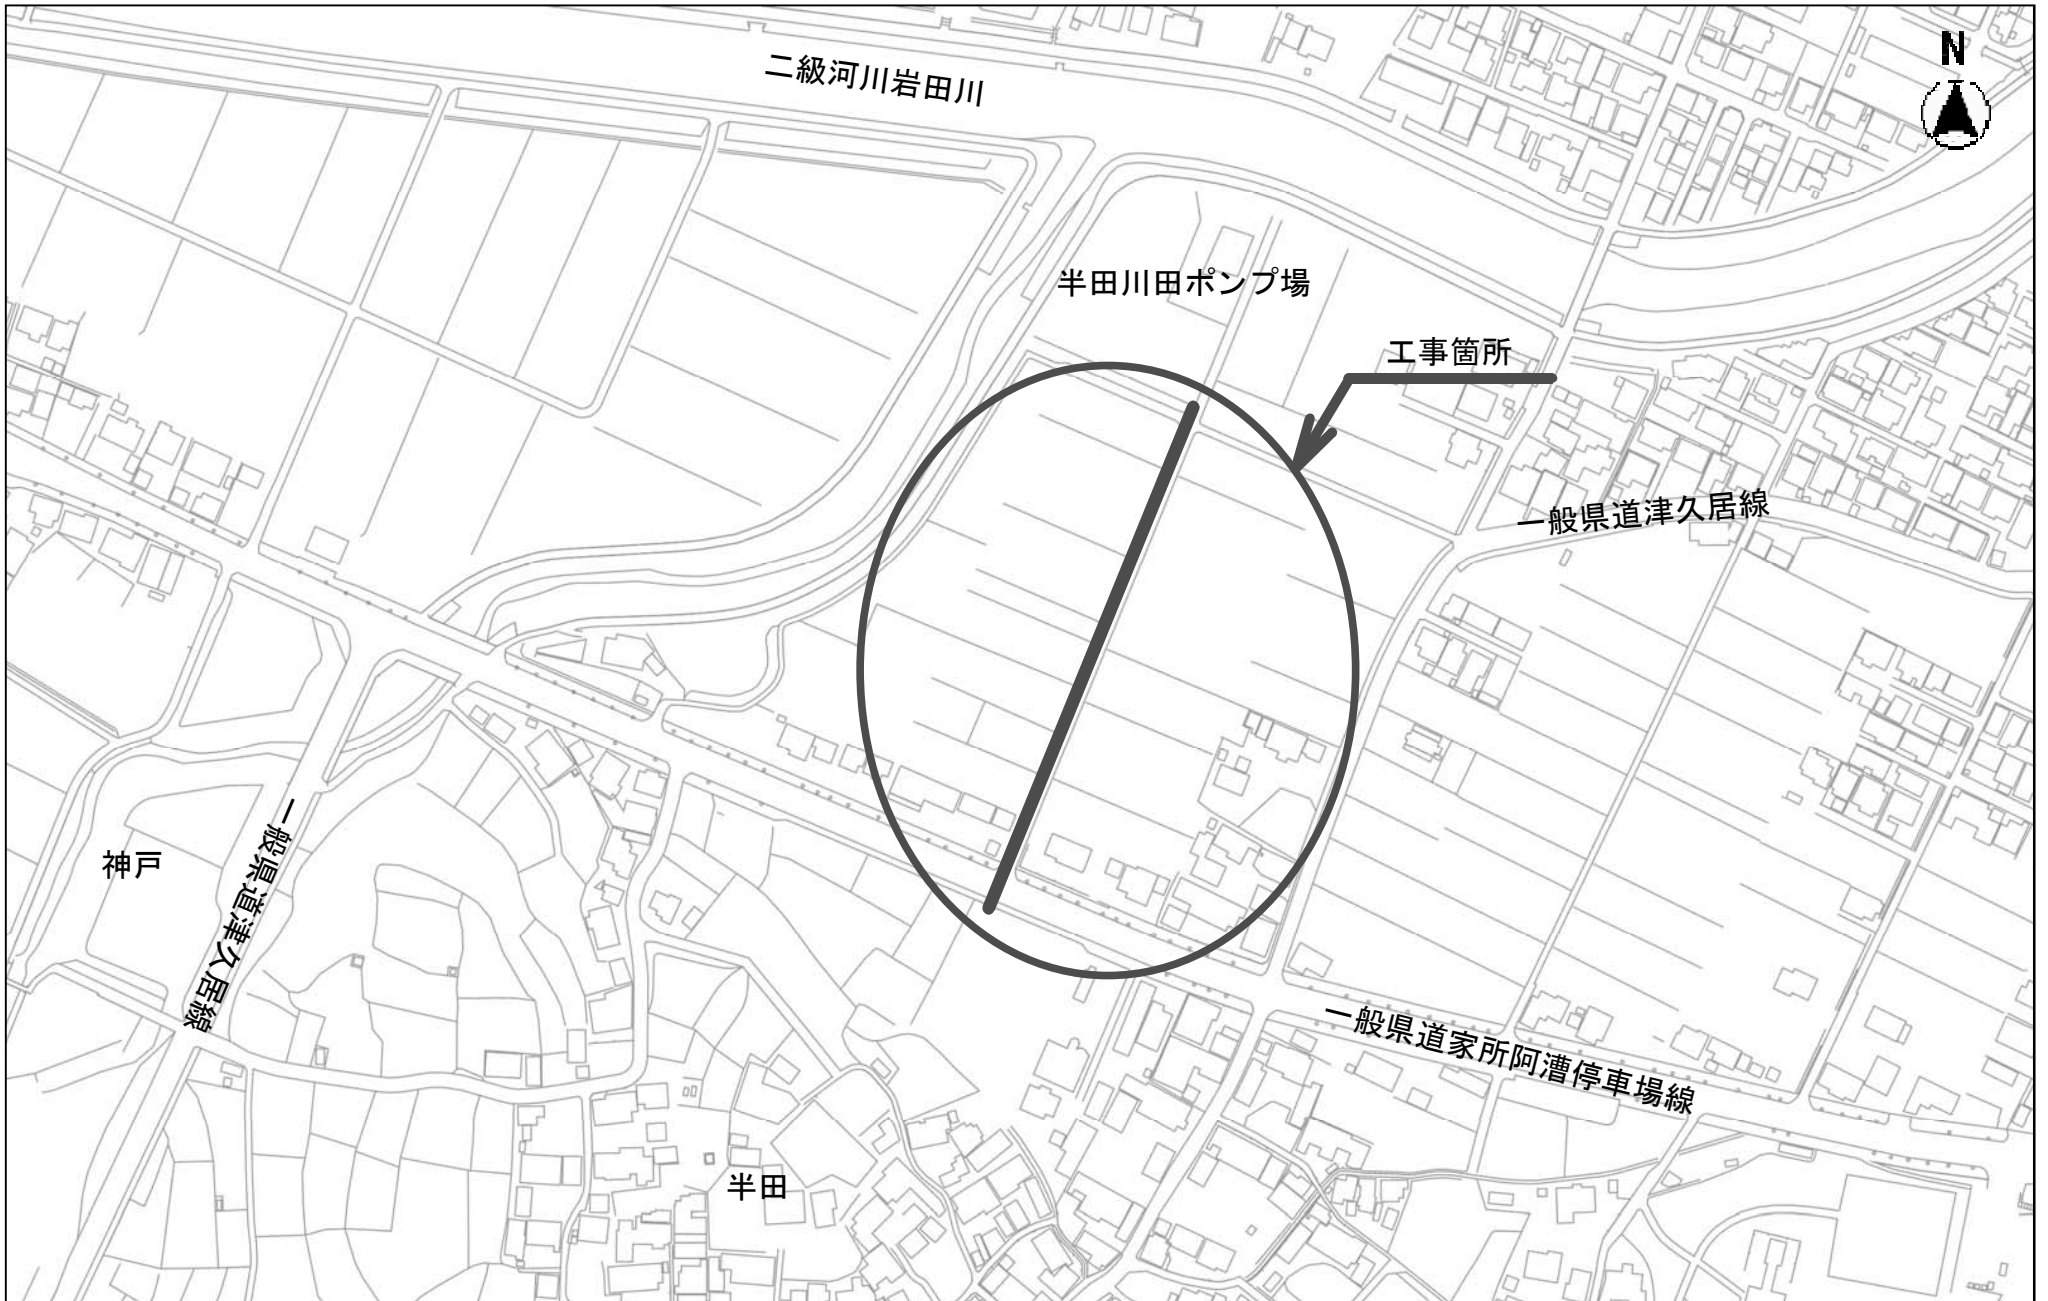 N
二級河川岩田川
半田川田ポンプ場
工事箇所
一般県道津久居線
一般県道津久居線
神戸
一般県道家所阿漕停車場線
半田